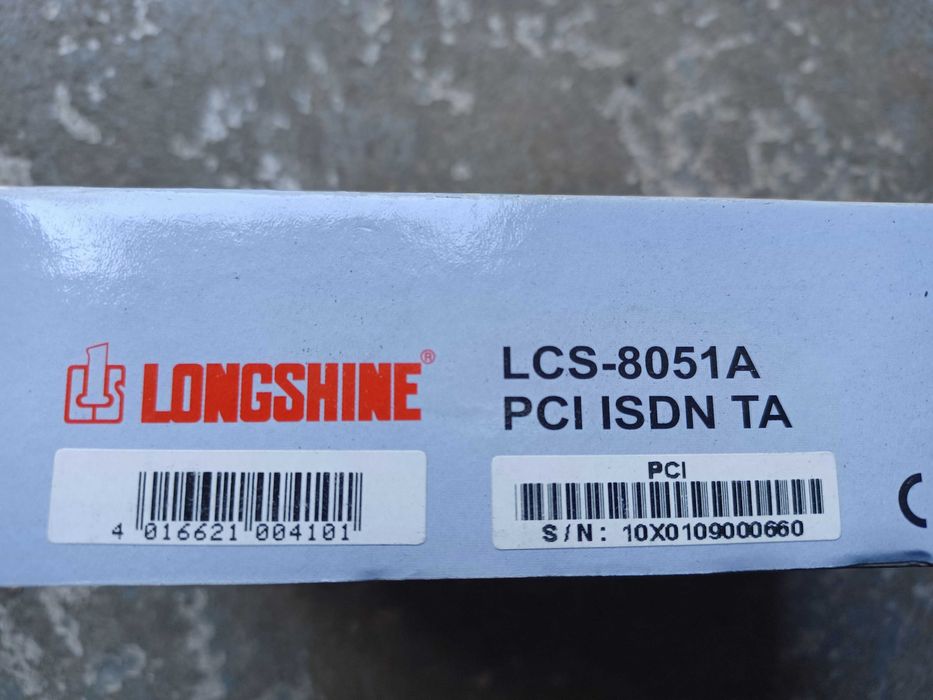 LONGSHINE®
LCS-8051A
PCI ISDN TA
4 016621 004101
PCI
S/N: 10X0109000660